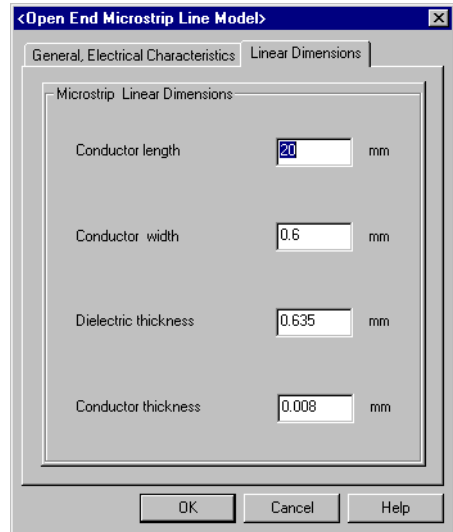 <Open End Microstrip Line Model>
General, Electrical Characteristics Linear Dimensions
Microstrip Linear Dimensions
Conductor length 20 mm
Conductor width 0.6 mm
Dielectric thickness 0.635 mm
Conductor thickness 0.008 mm
OK Cancel Help